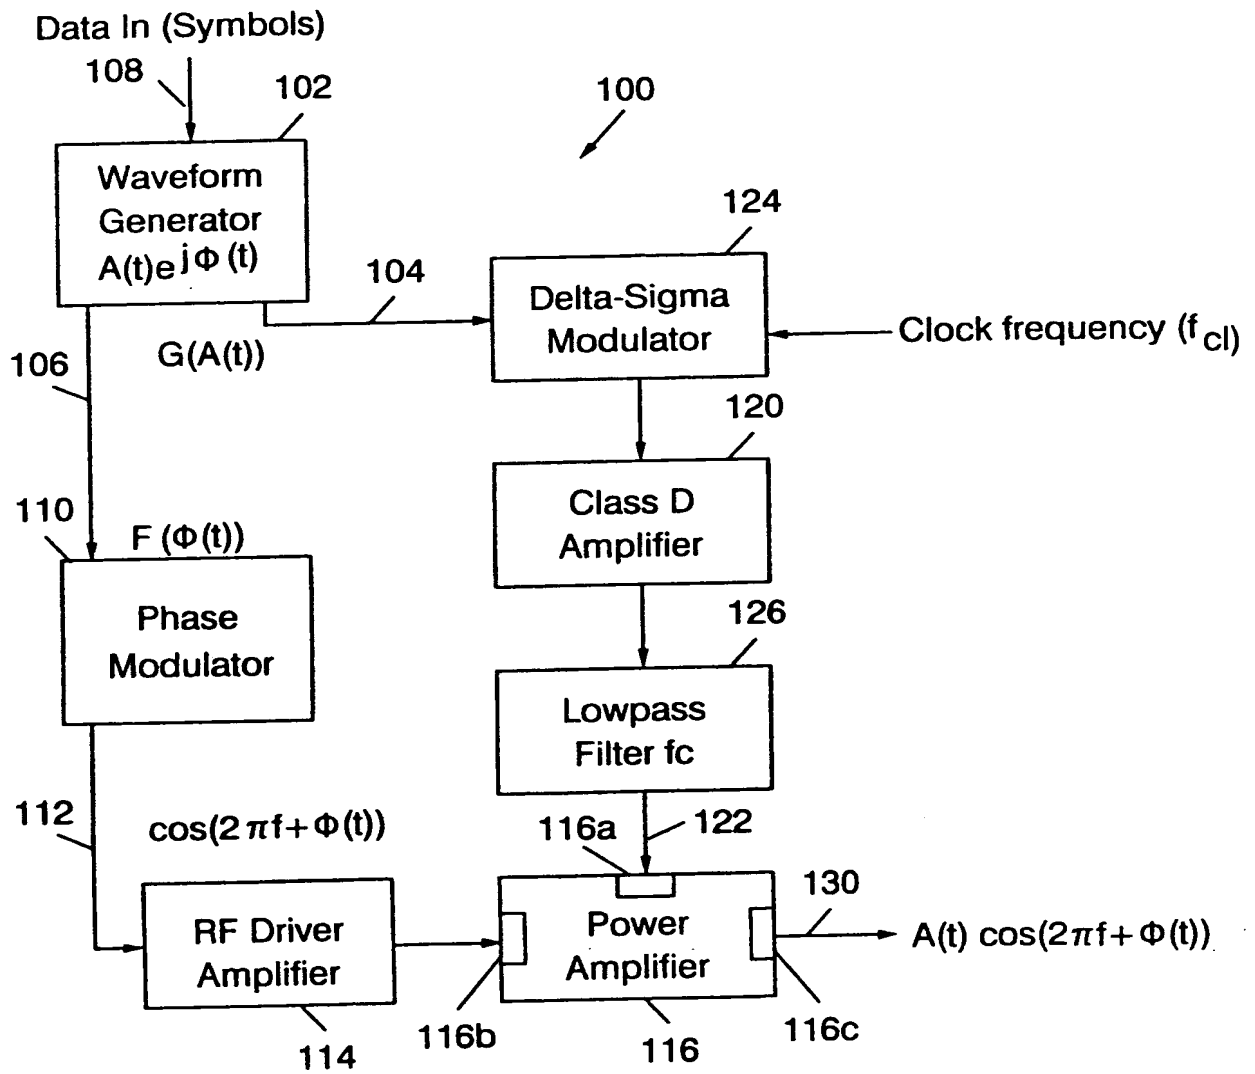 Data In (Symbols)
108
102
100
Waveform
Generator
A(t)e^jΦ(t)
124
104
Delta-Sigma
Modulator
Clock frequency (f_cl)
G(A(t))
106
120
Class D
Amplifier
110
F (Φ(t))
Phase
Modulator
126
Lowpass
Filter fc
112
cos(2πf+Φ(t))
116a
122
130
RF Driver
Amplifier
Power
Amplifier
A(t) cos(2πf+Φ(t))
114
116b
116
116c